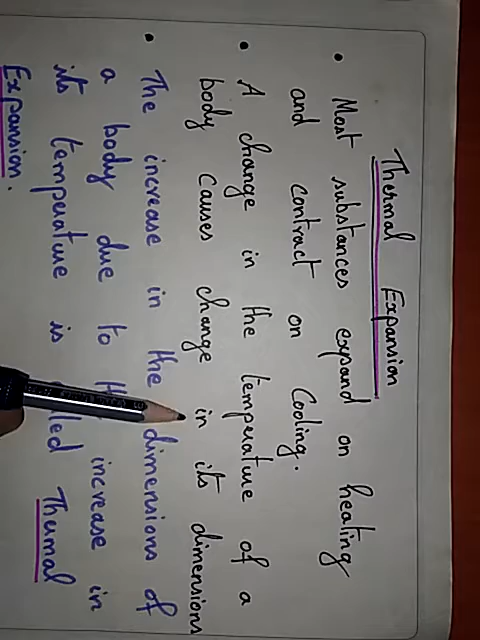 Thermal Expansion
• Most substances expand on heating
and contract on Cooling.
• A change in the temperature of a
body causes change in its dimensions
• The increase in the dimensions of
a body due to increase in
its temperature is Thermal
Expansion.